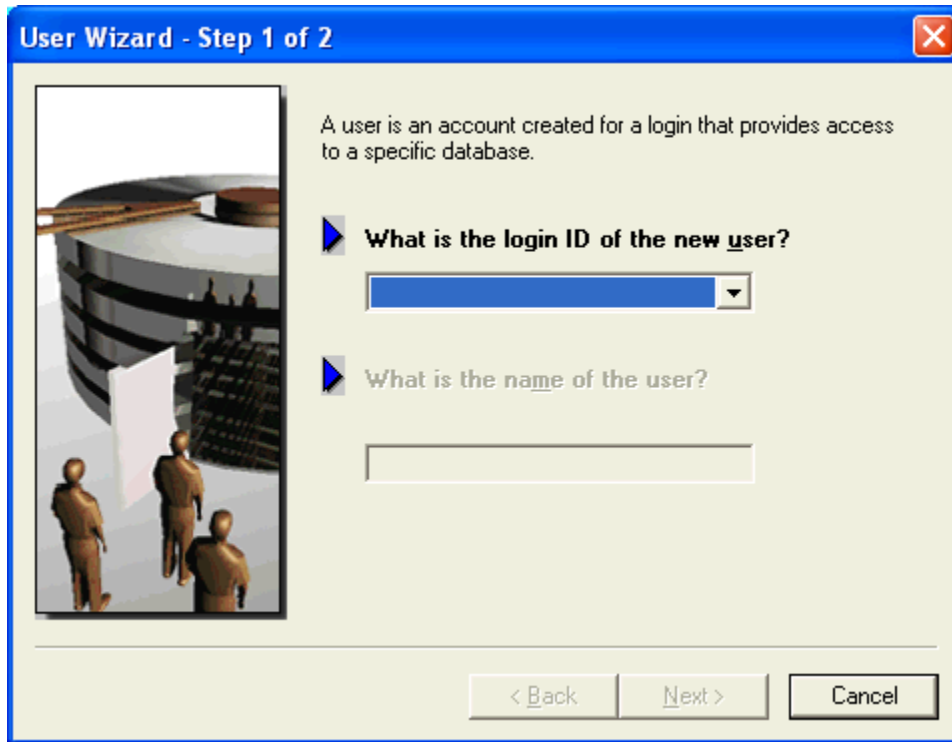 User Wizard - Step 1 of 2
A user is an account created for a login that provides access
to a specific database.
What is the login ID of the new user?
What is the name of the user?
< Back
Next >
Cancel